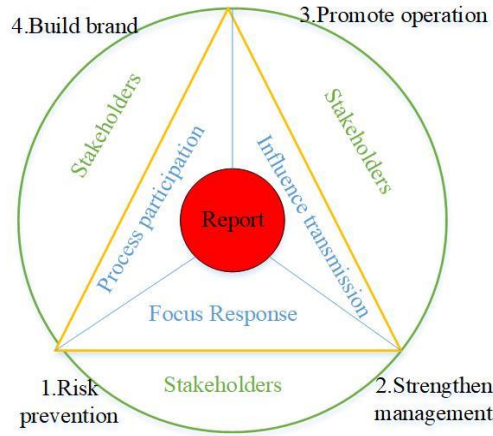 4.Build brand
3.Promote operation
Stakeholders
Stakeholders
Process participation
Influence transmission
Report
Focus Response
1.Risk
prevention
Stakeholders
2.Strengthen
management